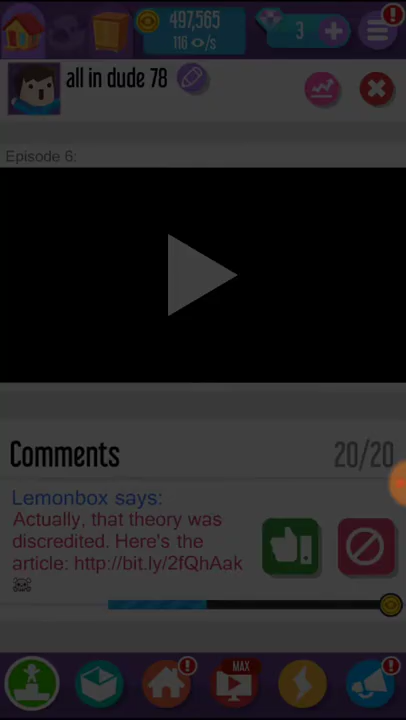 497,565
116 /s
3
all in dude 78
Episode 6:
Comments
20/20
Lemonbox says:
Actually, that theory was
discredited. Here's the
article: http://bit.ly/2fQhAak
MAX